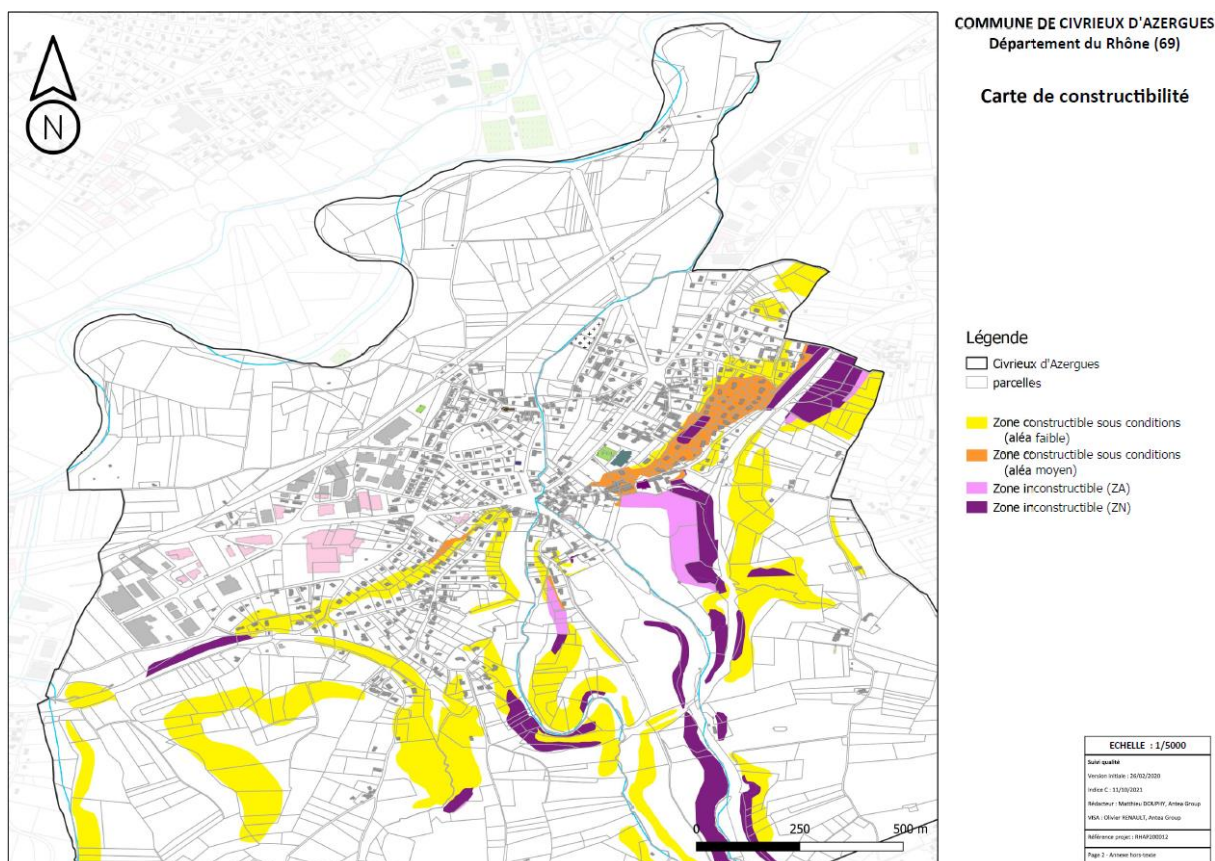 COMMUNE DE CIVRIEUX D'AZERGUES
Département du Rhône (69)
Carte de constructibilité
N
Légende
Civrieux d'Azergues
parcelles
Zone constructible sous conditions
(aléa faible)
Zone constructible sous conditions
(aléa moyen)
Zone inconstructible (ZA)
Zone inconstructible (ZN)
0 250 500 m
ECHELLE : 1/5000
Suivi qualité
Version initiale : 26/02/2020
Indice C : 11/10/2021
Rédacteur : Matthieu Antea Group
VISA : Olivier RENAULT, Antea Group
Référence projet : RHAP200012
Page 2 - Annexe hors-texte